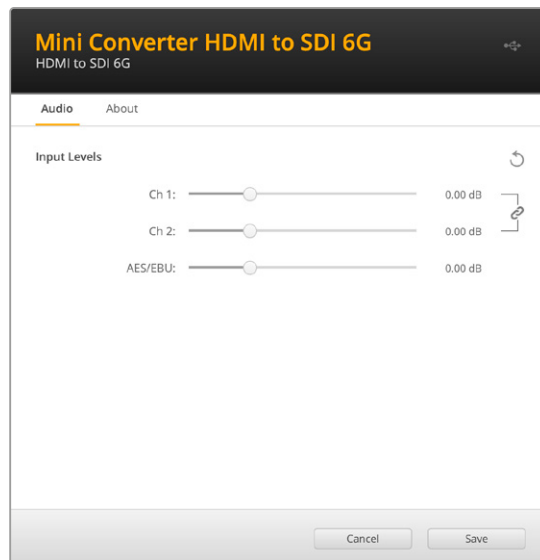 Mini Converter HDMI to SDI 6G
HDMI to SDI 6G
Audio About
Input Levels
Ch 1: 0.00 dB
Ch 2: 0.00 dB
AES/EBU: 0.00 dB
Cancel Save